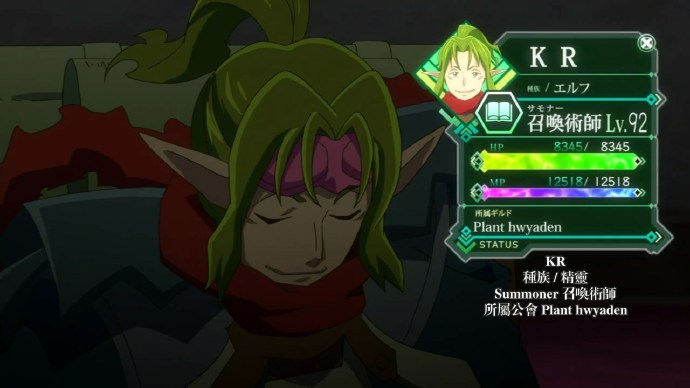 KR
種族 / エルフ
サモナー
召喚術師 Lv.92
HP 8345/ 8345
MP 12518/ 12518
所属ギルド
Plant hwyaden
STATUS
KR
種族 / 精靈
Summoner 召喚術師
所屬公會 Plant hwyaden